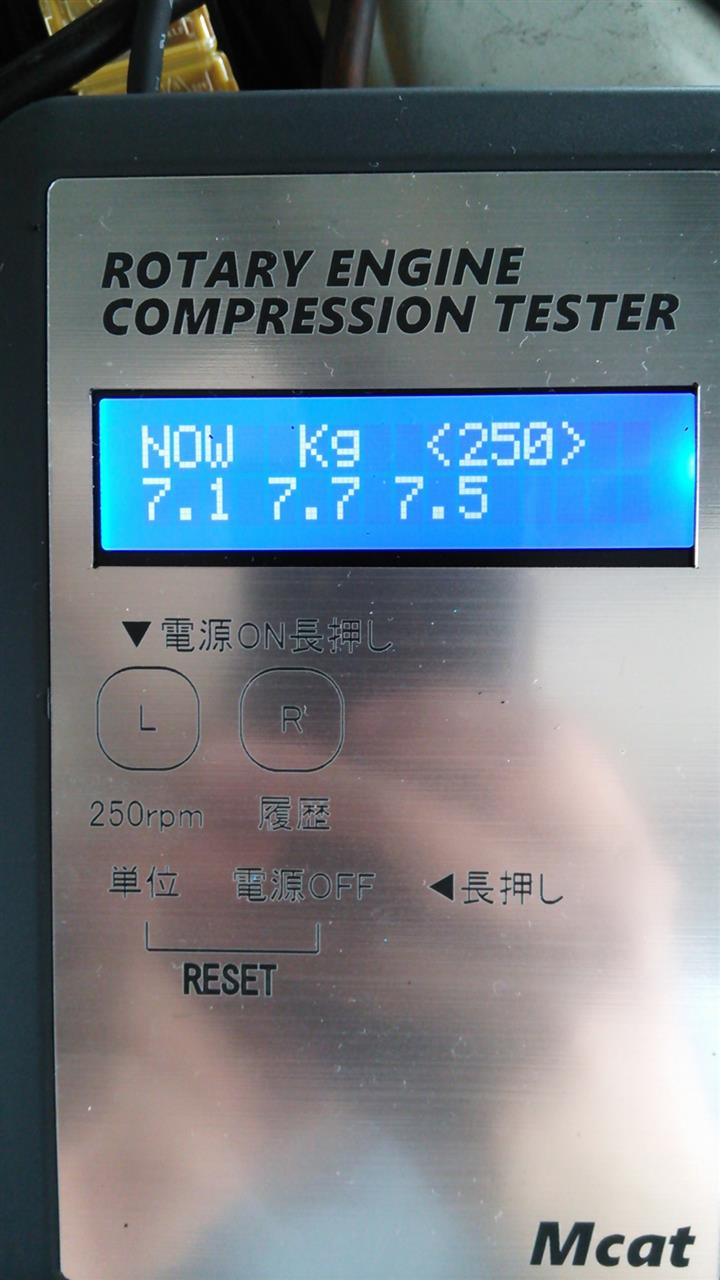 ROTARY ENGINE
COMPRESSION TESTER
NOW Kg <250>
7.1 7.7 7.5
▼電源ON長押し
L R
250rpm 履歴
単位 電源OFF ◀長押し
RESET
Mcat